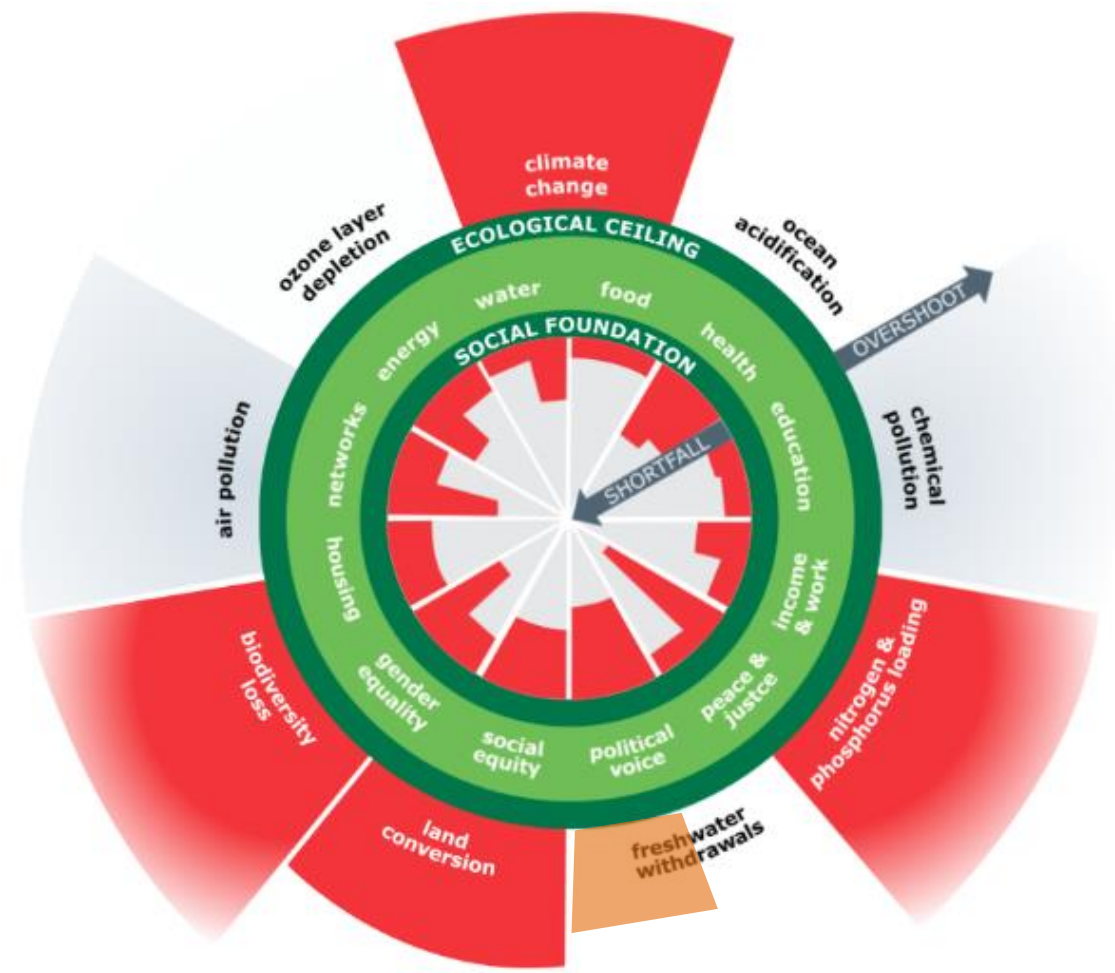 climate
change
ocean
acidification
OVERSHOOT
chemical
pollution
nitrogen &
phosphorus loading
freshwater
withdrawals
land
conversion
biodiversity
loss
air pollution
ozone layer
depletion
ECOLOGICAL CEILING
water
food
health
education
income
& work
peace &
justce
political
voice
social
equity
gender
equality
housing
networks
energy
SOCIAL FOUNDATION
SHORTFALL